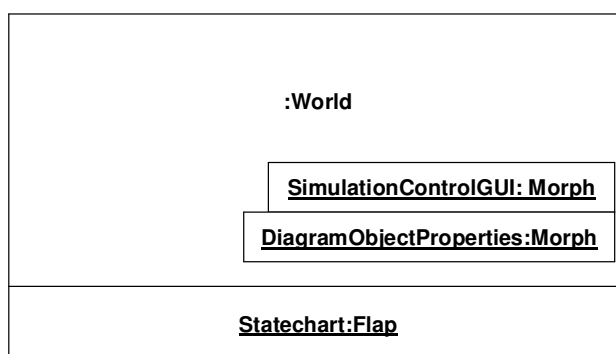 :World
SimulationControlGUI: Morph
DiagramObjectProperties:Morph
Statechart:Flap